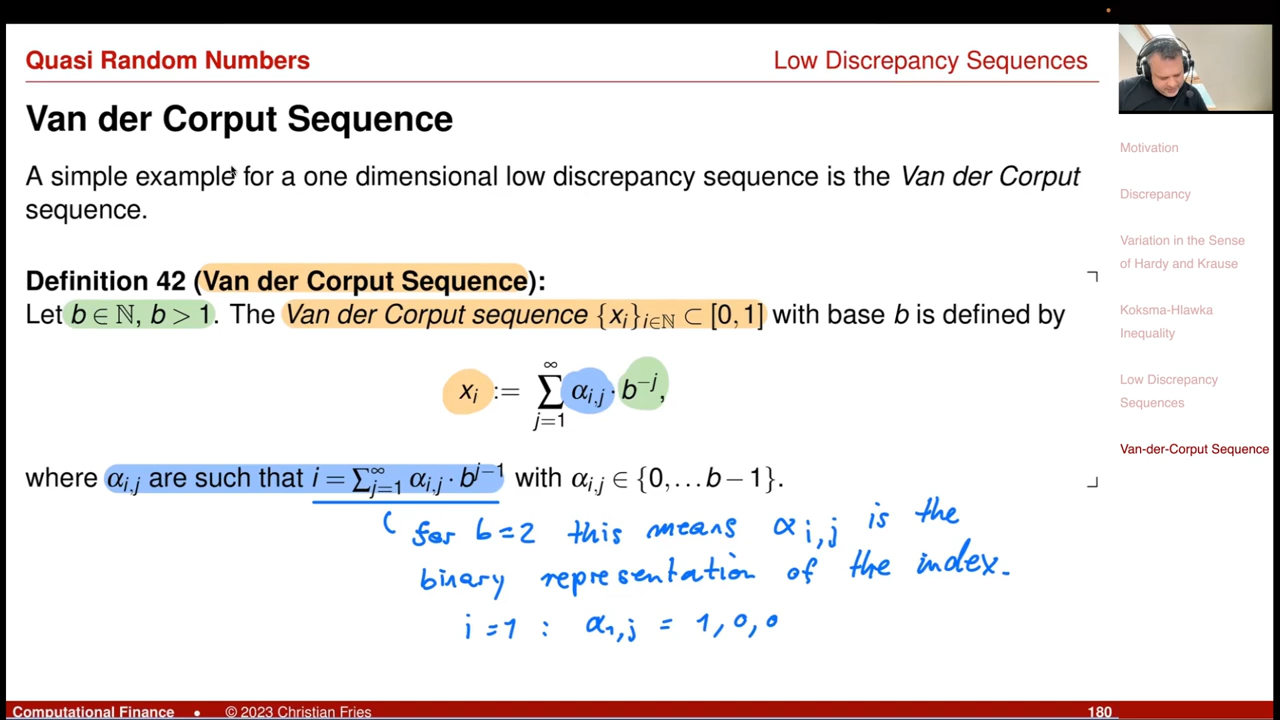 Quasi Random Numbers
Low Discrepancy Sequences
Van der Corput Sequence
A simple example for a one dimensional low discrepancy sequence is the Van der Corput
sequence.
Definition 42 (Van der Corput Sequence):
Let b ∈ ℕ, b > 1. The Van der Corput sequence {x_i}_{i∈ℕ} ⊂ [0,1] with base b is defined by
x_i := ∑_{j=1}^{∞} α_{i,j} · b^{−j},
where α_{i,j} are such that i = ∑_{j=1}^{∞} α_{i,j} · b^{j−1} with α_{i,j} ∈ {0,...b − 1}.
( for b=2 this means α_{i,j} is the
binary representation of the index.
i = 1 : α_{1,j} = 1, 0, 0
Motivation
Discrepancy
Variation in the Sense
of Hardy and Krause
Koksma-Hlawka
Inequality
Low Discrepancy
Sequences
Van-der-Corput Sequence
Computational Finance • © 2023 Christian Fries
180